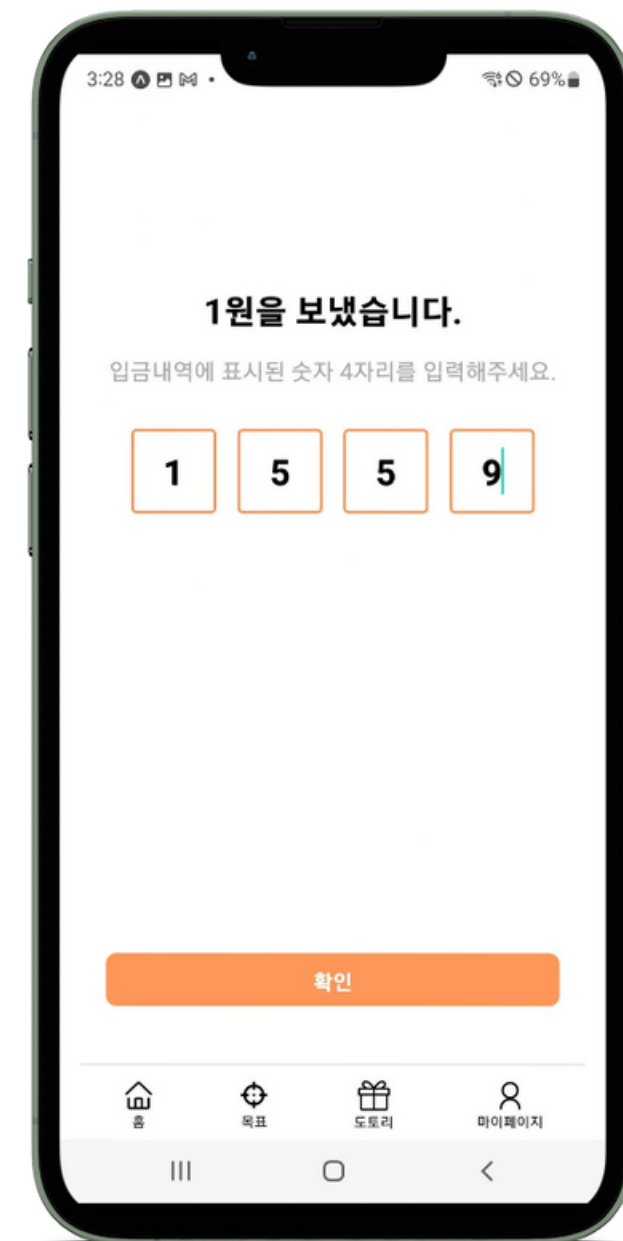 3:28 69%
1원을 보냈습니다.
입금내역에 표시된 숫자 4자리를 입력해주세요.
1 5 5 9
확인
홈 목표 도토리 마이페이지